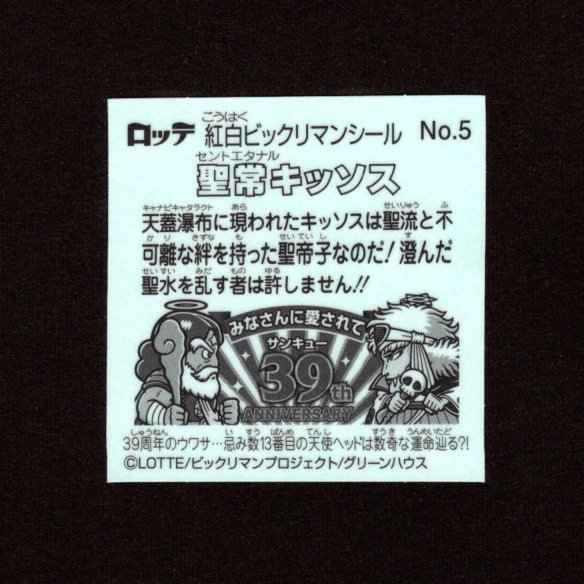 こうはく
ロッテ 紅白ビックリマンシール No.5
セントエタナル
聖常キッソス
キャナピキャタラクト あら せいりゅう ふ
天蓋瀑布に現われたキッソスは聖流と不
かり きずな も せいていし す
可離な絆を持った聖帝子なのだ! 澄んだ
せいすい みだ もの ゆる
聖水を乱す者は許しません!!
みなさんに愛されて
サンキュー
39th
ANNIVERSARY
しゅうねん い すう ばんめ てんし すうき うんめいたど
39周年のウワサ…忌み数13番目の天使ヘッドは数奇な運命辿る?!
©LOTTE/ビックリマンプロジェクト/グリーンハウス